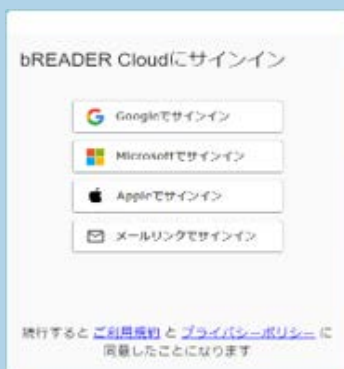 bREADER Cloudにサインイン
Googleでサインイン
Microsoftでサインイン
Appleでサインイン
メールリンクでサインイン
続行すると ご利用規約 と プライバシーポリシー に
同意したことになります